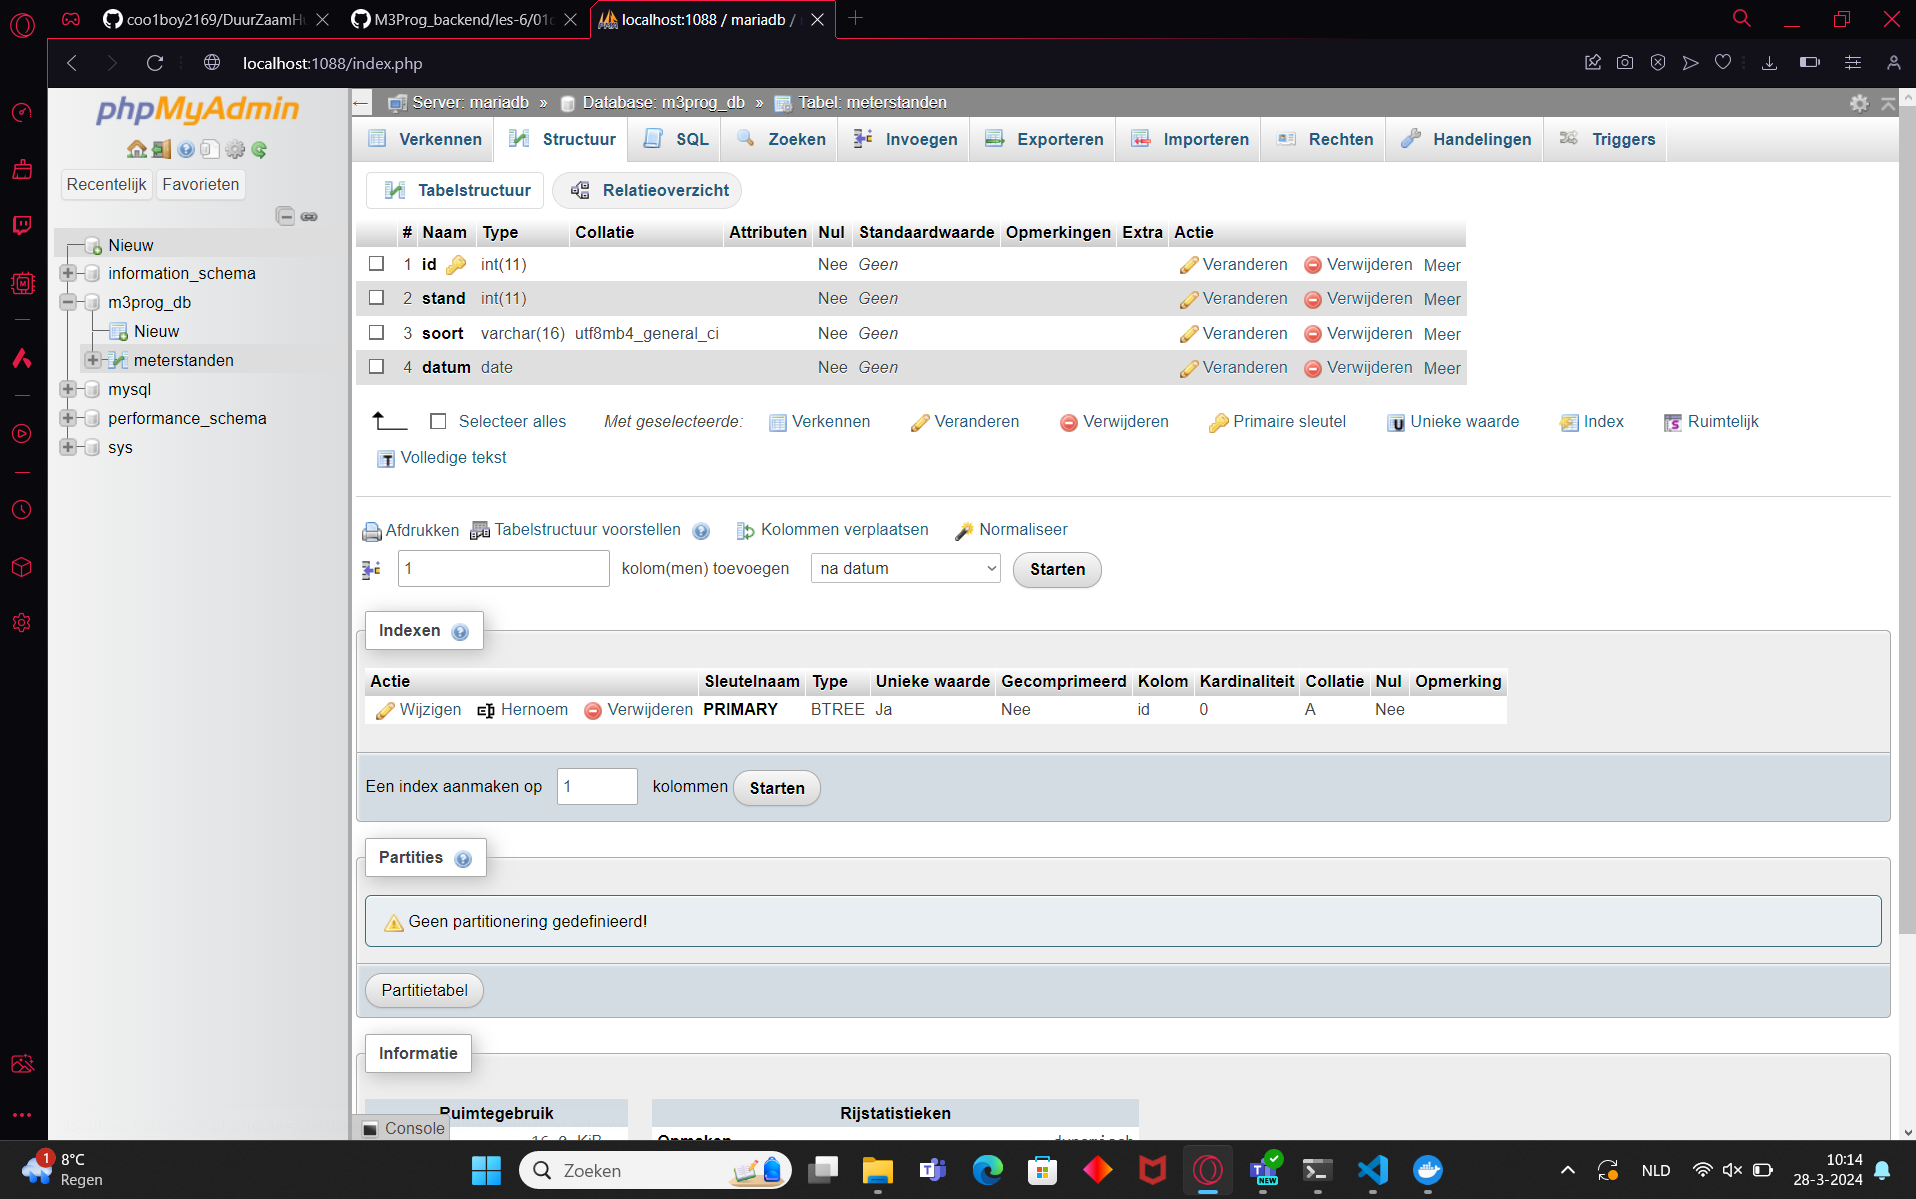 coo1boy2169/DuurZaamH
M3Prog_backend/les-6/01
localhost:1088 / mariadb /
localhost:1088/index.php
phpMyAdmin
Recentelijk
Favorieten
Nieuw
information_schema
m3prog_db
Nieuw
meterstanden
mysql
performance_schema
sys
Server: mariadb » Database: m3prog_db » Tabel: meterstanden
Verkennen Structuur SQL Zoeken Invoegen Exporteren Importeren Rechten Handelingen Triggers
Tabelstructuur Relatieoverzicht
# Naam Type Collatie Attributen Nul Standaardwaarde Opmerkingen Extra Actie
1 id int(11) Nee Geen Veranderen Verwijderen Meer
2 stand int(11) Nee Geen Veranderen Verwijderen Meer
3 soort varchar(16) utf8mb4_general_ci Nee Geen Veranderen Verwijderen Meer
4 datum date Nee Geen Veranderen Verwijderen Meer
Selecteer alles Met geselecteerde: Verkennen Veranderen Verwijderen Primaire sleutel Unieke waarde Index Ruimtelijk
Volledige tekst
Afdrukken Tabelstructuur voorstellen Kolommen verplaatsen Normaliseer
1 kolom(men) toevoegen na datum Starten
Indexen
Actie Sleutelnaam Type Unieke waarde Gecomprimeerd Kolom Kardinaliteit Collatie Nul Opmerking
Wijzigen Hernoem Verwijderen PRIMARY BTREE Ja Nee id 0 A Nee
Een index aanmaken op 1 kolommen Starten
Partities
Geen partitionering gedefinieerd!
Partitietabel
Informatie
Ruimtegebruik Rijstatistieken
Console
1
8°C
Regen
Zoeken
NEW
NLD
10:14
28-3-2024